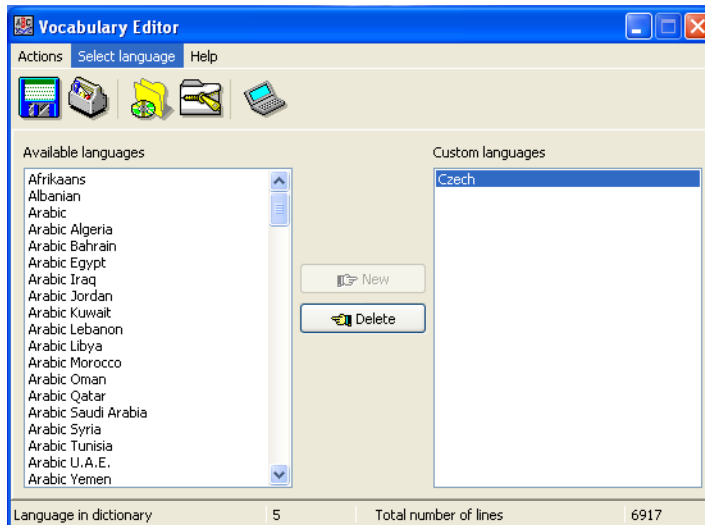 Vocabulary Editor
Actions Select language Help
Available languages
Custom languages
Afrikaans
Albanian
Arabic
Arabic Algeria
Arabic Bahrain
Arabic Egypt
Arabic Iraq
Arabic Jordan
Arabic Kuwait
Arabic Lebanon
Arabic Libya
Arabic Morocco
Arabic Oman
Arabic Qatar
Arabic Saudi Arabia
Arabic Syria
Arabic Tunisia
Arabic U.A.E.
Arabic Yemen
New
Delete
Czech
Language in dictionary 5 Total number of lines 6917